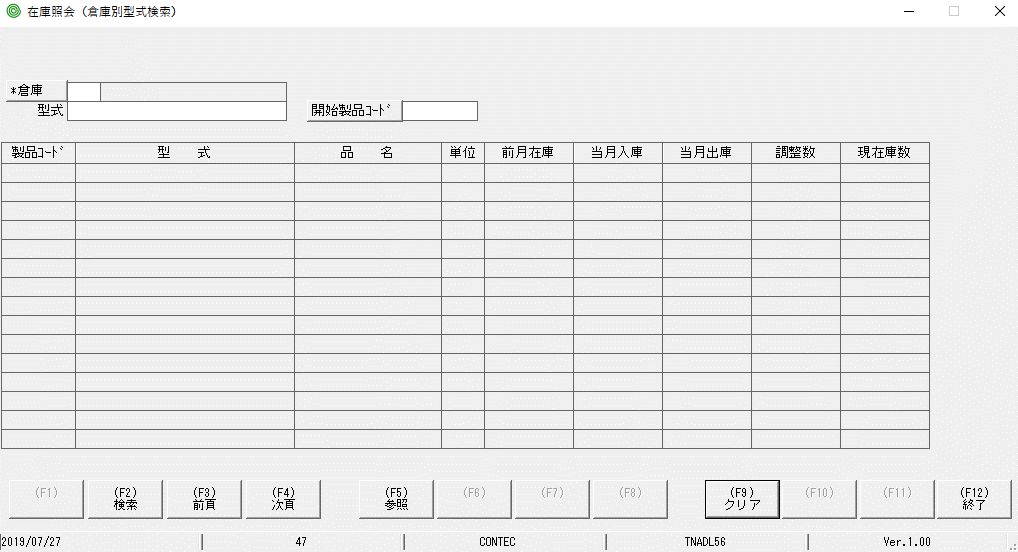 在庫照会（倉庫別型式検索）
*倉庫
型式 開始製品ｺｰﾄﾞ
製品ｺｰﾄﾞ 型　式 品　名 単位 前月在庫 当月入庫 当月出庫 調整数 現在庫数
(F1) (F2) (F3) (F4) (F5) (F6) (F7) (F8) (F9) (F10) (F11) (F12)
検索 前頁 次頁 参照 クリア 終了
2019/07/27 47 CONTEC TNADL56 Ver.1.00